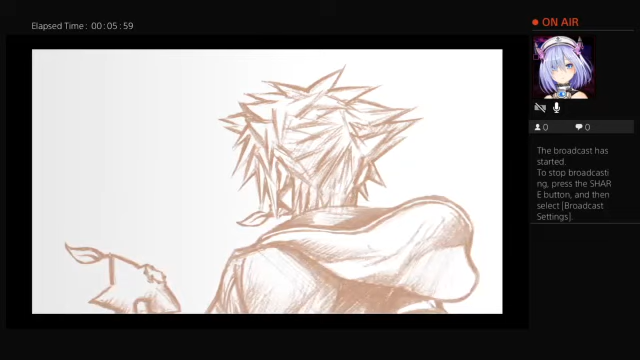 Elapsed Time: 00:05:59
ON AIR
0 0
The broadcast has
started.
To stop broadcasti
ng, press the SHAR
E button, and then
select [Broadcast
Settings].